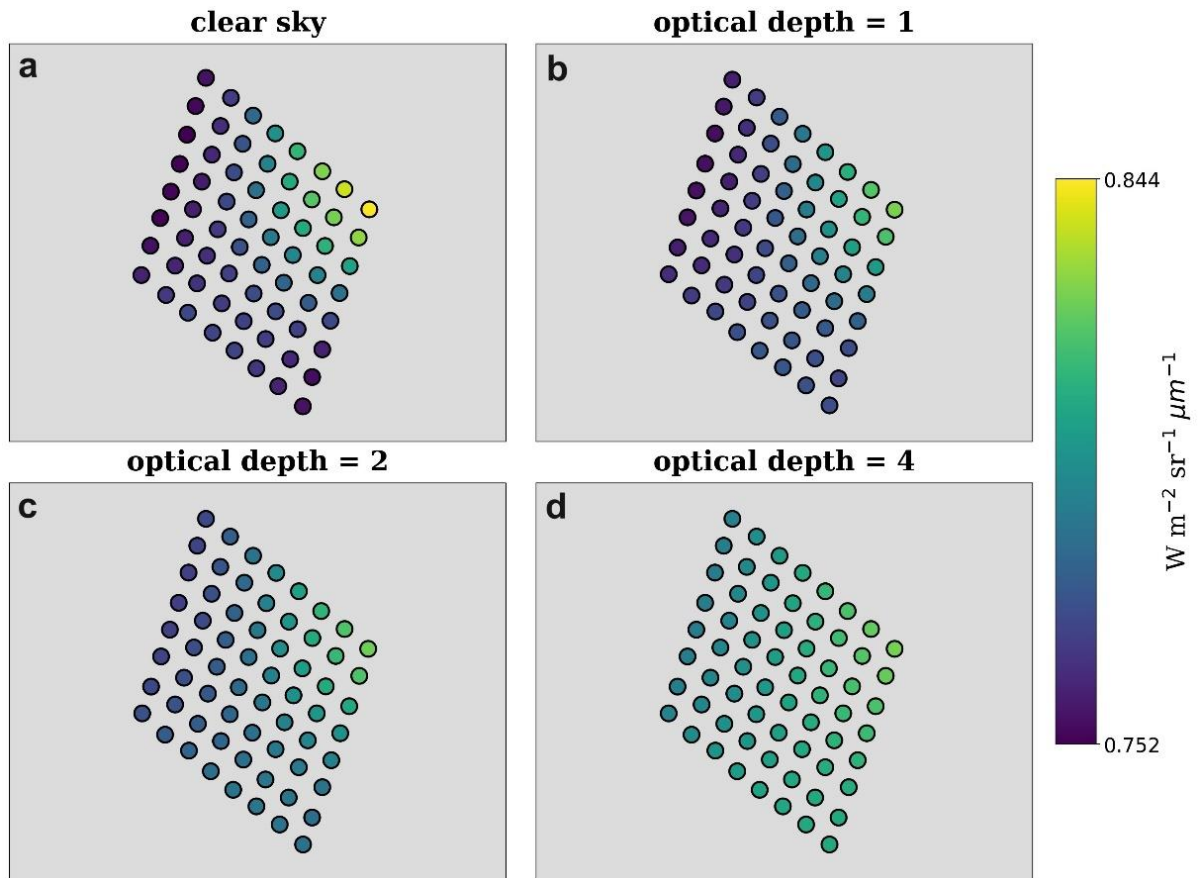 clear sky
optical depth = 1
a
b
0.844
W m⁻² sr⁻¹ μm⁻¹
0.752
optical depth = 2
optical depth = 4
c
d